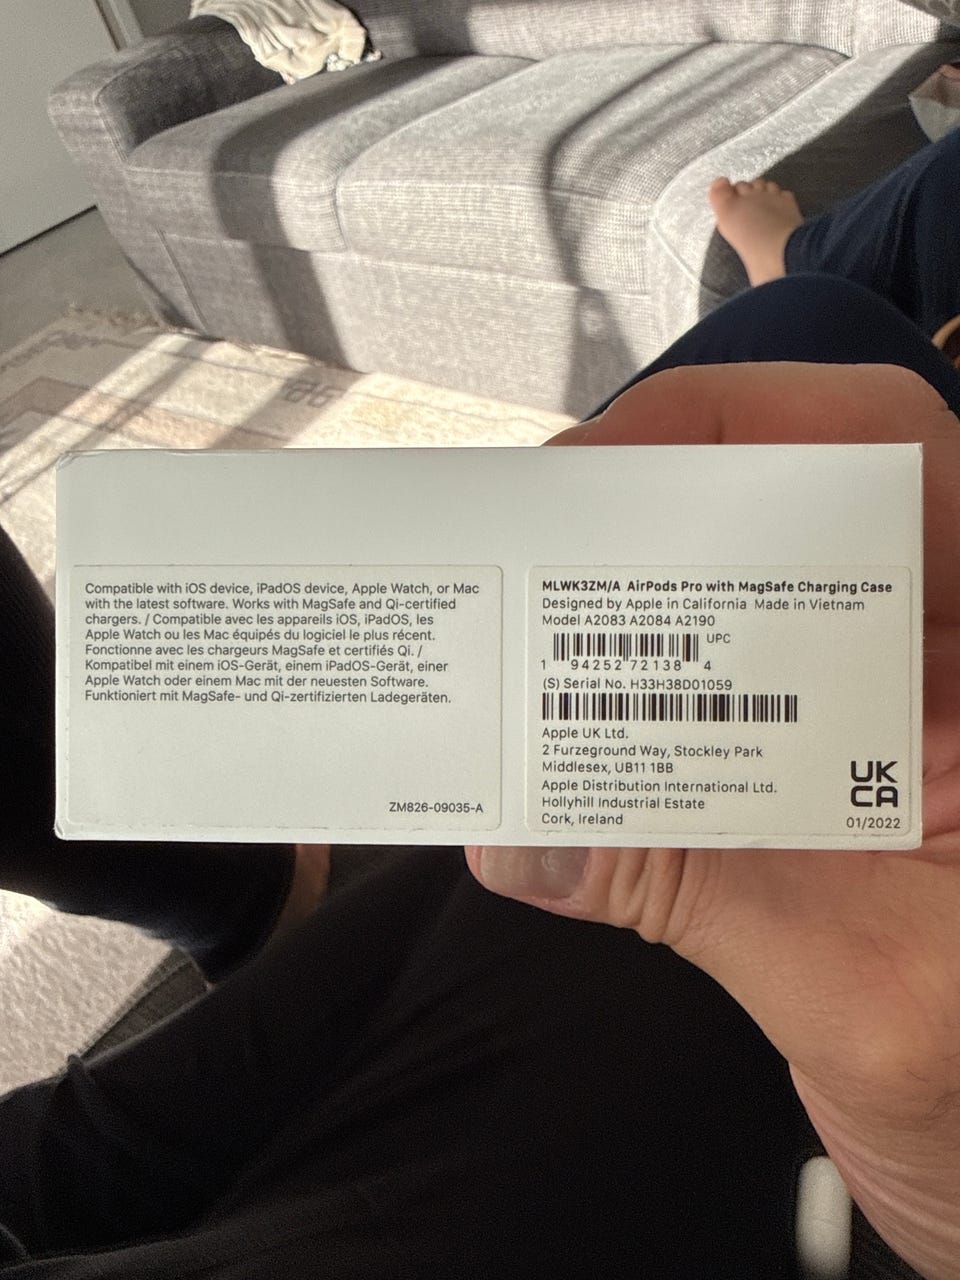 Compatible with iOS device, iPadOS device, Apple Watch, or Mac
with the latest software. Works with MagSafe and Qi-certified
chargers. / Compatible avec les appareils iOS, iPadOS, les
Apple Watch ou les Mac équipés du logiciel le plus récent.
Fonctionne avec les chargeurs MagSafe et certifiés Qi. /
Kompatibel mit einem iOS-Gerät, einem iPadOS-Gerät, einer
Apple Watch oder einem Mac mit der neuesten Software.
Funktioniert mit MagSafe- und Qi-zertifizierten Ladegeräten.
ZM826-09035-A
MLWK3ZM/A AirPods Pro with MagSafe Charging Case
Designed by Apple in California Made in Vietnam
Model A2083 A2084 A2190
UPC
1 94252 72138 4
(S) Serial No. H33H38D01059
Apple UK Ltd.
2 Furzeground Way, Stockley Park
Middlesex, UB11 1BB
Apple Distribution International Ltd.
Hollyhill Industrial Estate
Cork, Ireland
UK
CA
01/2022